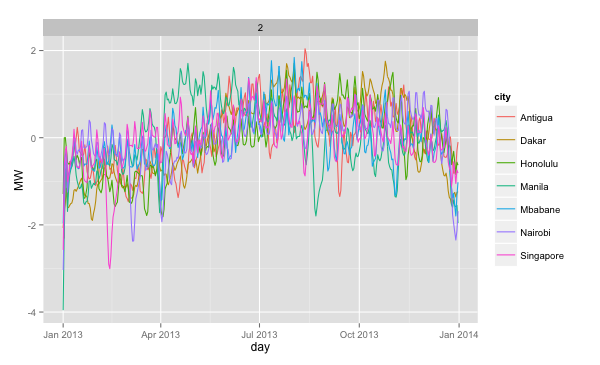 2
MW
2
0
-2
-4
Jan 2013
Apr 2013
Jul 2013
Oct 2013
Jan 2014
day
city
Antigua
Dakar
Honolulu
Manila
Mbabane
Nairobi
Singapore